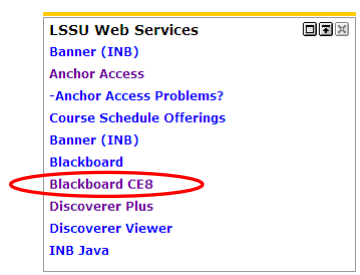 LSSU Web Services
Banner (INB)
Anchor Access
-Anchor Access Problems?
Course Schedule Offerings
Banner (INB)
Blackboard
Blackboard CE8
Discoverer Plus
Discoverer Viewer
INB Java